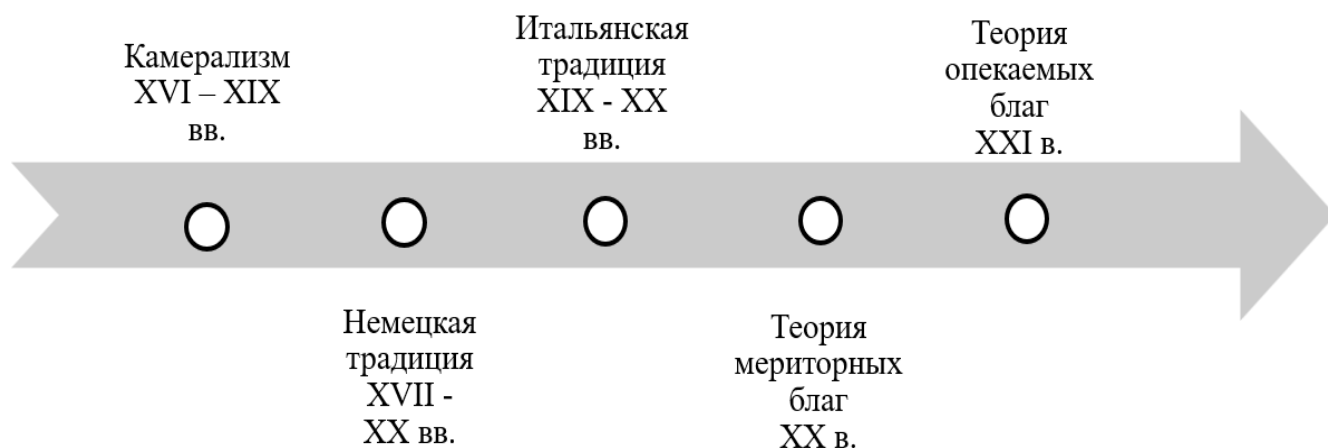 Камерализм
XVI – XIX
вв.
Немецкая
традиция
XVII -
XX вв.
Итальянская
традиция
XIX - XX
вв.
Теория
мериторных
благ
XX в.
Теория
опекаемых
благ
XXI в.